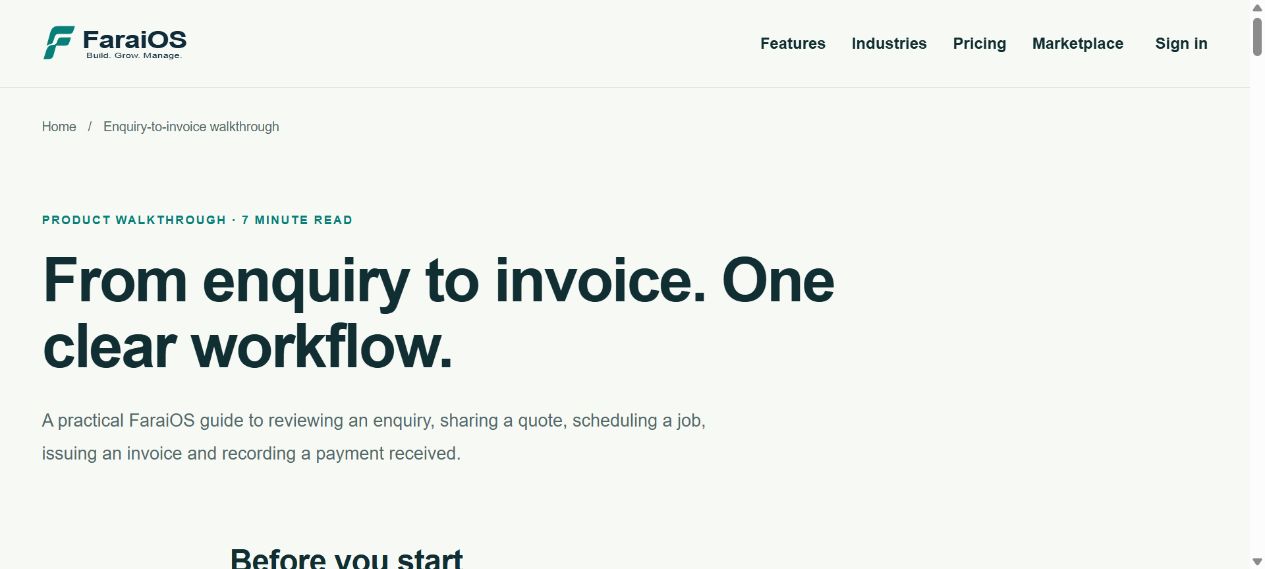 FaraiOS
Build. Grow. Manage.
Features Industries Pricing Marketplace Sign in
Home / Enquiry-to-invoice walkthrough
PRODUCT WALKTHROUGH · 7 MINUTE READ
From enquiry to invoice. One
clear workflow.
A practical FaraiOS guide to reviewing an enquiry, sharing a quote, scheduling a job,
issuing an invoice and recording a payment received.
Before you start